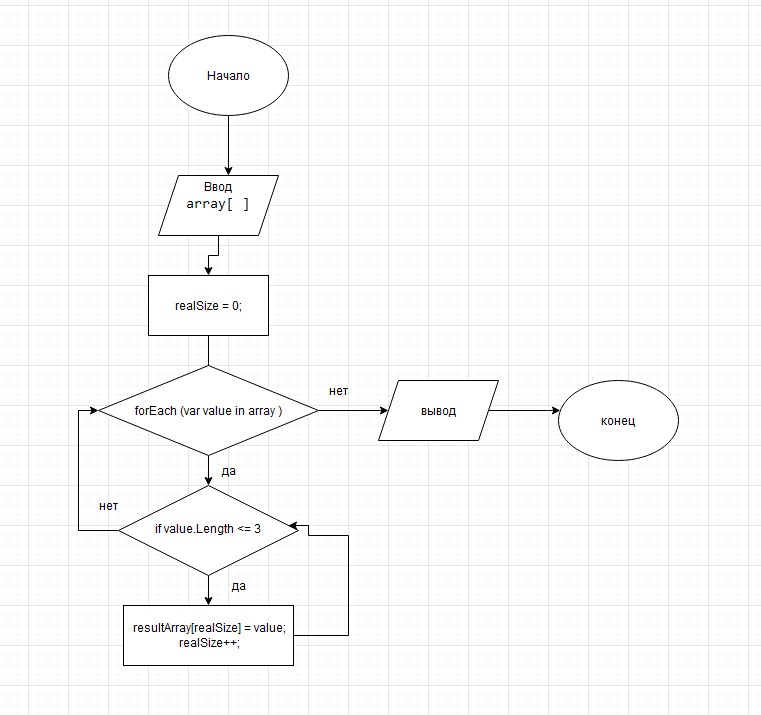 Начало
Ввод
array[ ]
realSize = 0;
forEach (var value in array )
нет
вывод
конец
да
нет
if value.Length <= 3
да
resultArray[realSize] = value;
realSize++;